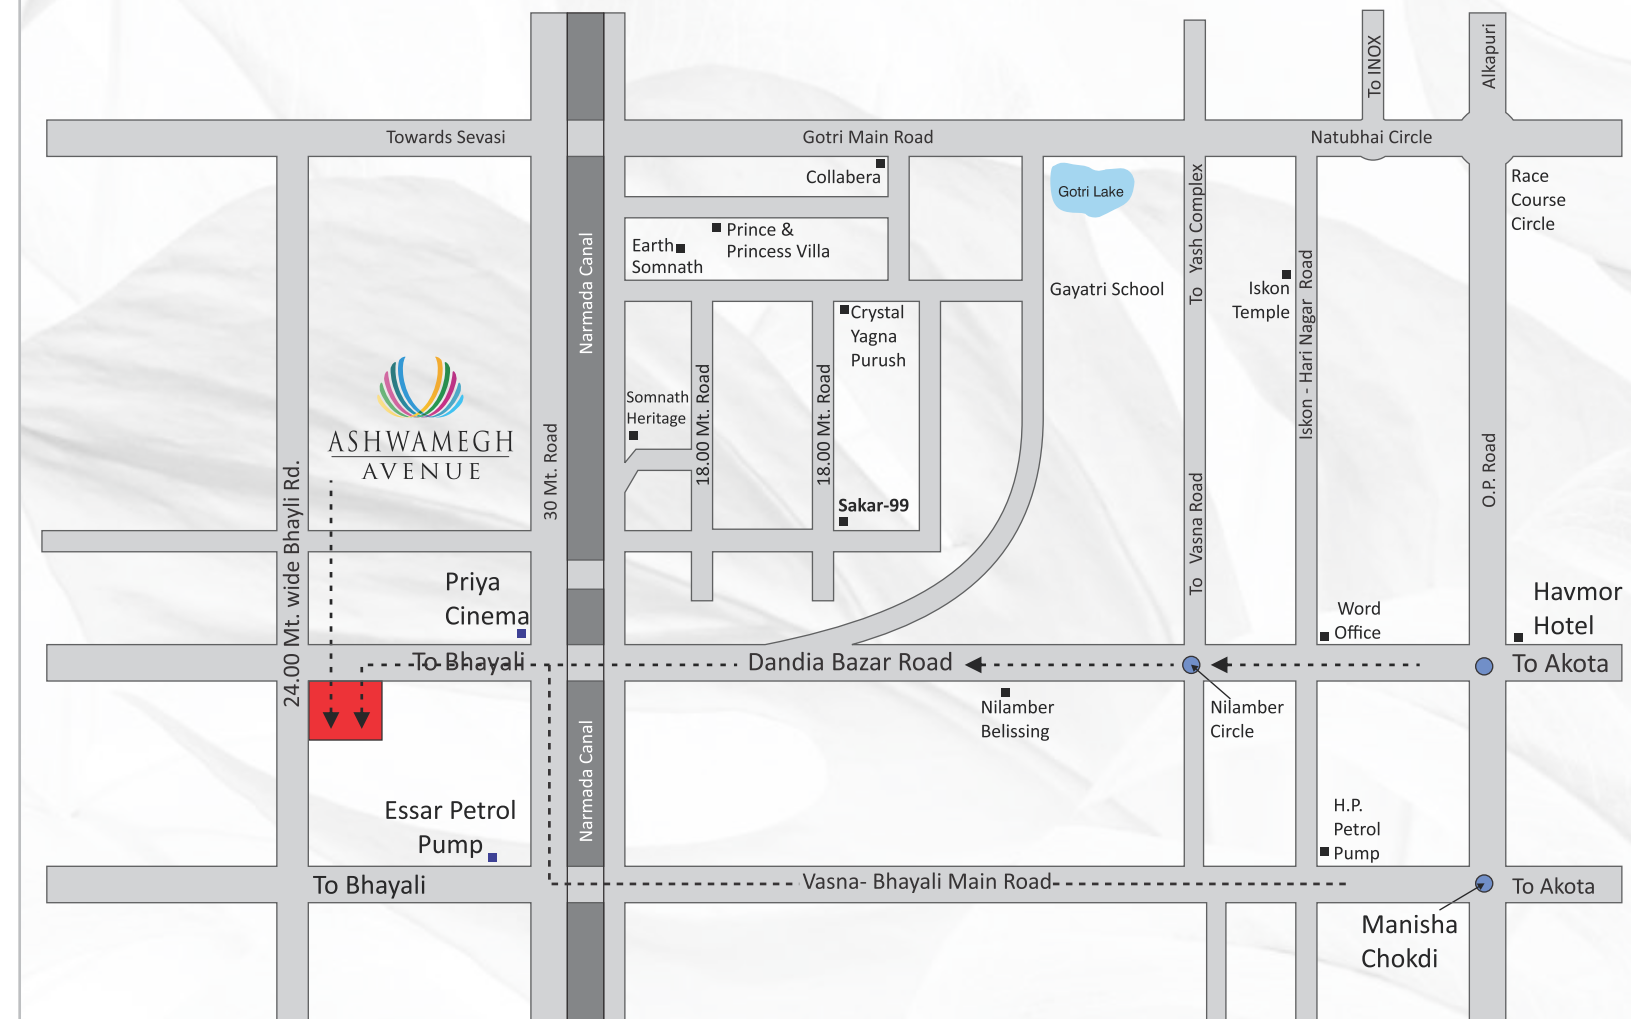 To INOX
Alkapuri
Towards Sevasi
Gotri Main Road
Natubhai Circle
Collabera
Gotri Lake
Race
Course
Circle
Prince &
Princess Villa
Earth
Somnath
Narmada Canal
To Yash Complex
Gayatri School
Iskon
Temple
Iskon - Hari Nagar Road
Crystal
Yagna
Purush
Somnath
Heritage
18.00 Mt. Road
18.00 Mt. Road
ASHWAMEGH
AVENUE
30 Mt. Road
24.00 Mt. wide Bhayli Rd.
Sakar-99
To Vasna Road
O.P. Road
Priya
Cinema
Word
Office
Havmor
Hotel
To Bhayali
Dandia Bazar Road
To Akota
Nilamber
Belissing
Nilamber
Circle
Narmada Canal
Essar Petrol
Pump
H.P.
Petrol
Pump
To Bhayali
Vasna- Bhayali Main Road
To Akota
Manisha
Chokdi